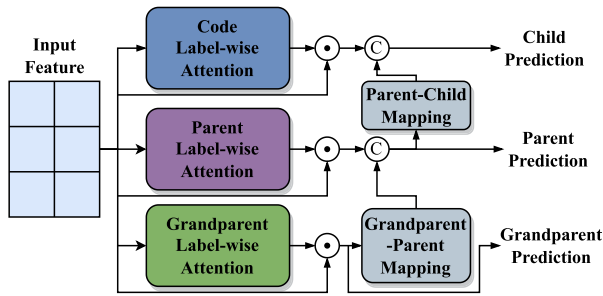 Input
Feature
Code
Label-wise
Attention
C
Child
Prediction
Parent-Child
Mapping
Parent
Label-wise
Attention
C
Parent
Prediction
Grandparent
Label-wise
Attention
Grandparent
-Parent
Mapping
Grandparent
Prediction